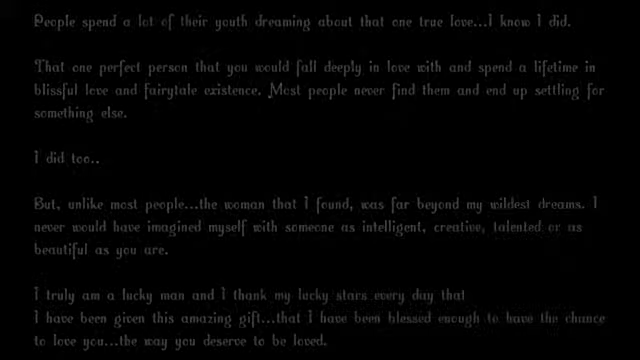 People spend a lot of their youth dreaming about that one true love...I know I did.
That one perfect person that you would fall deeply in love with and spend a lifetime in
blissful love and fairytale existence. Most people never find them and end up settling for
something else.
I did too..
But, unlike most people...the woman that I found, was far beyond my wildest dreams. I
never would have imagined myself with someone as intelligent, creative, talented or as
beautiful as you are.
I truly am a lucky man and I thank my lucky stars every day that
I have been given this amazing gift...that I have been blessed enough to have the chance
to love you...the way you deserve to be loved.